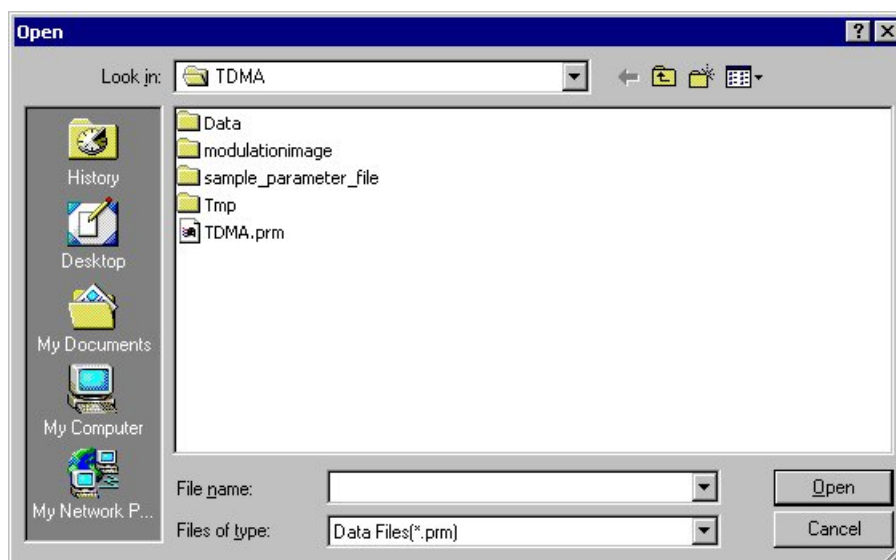 Open
Look in: TDMA
History
Desktop
My Documents
My Computer
My Network P...
Data
modulationimage
sample_parameter_file
Tmp
TDMA.prm
File name:
Open
Files of type: Data Files(*.prm)
Cancel